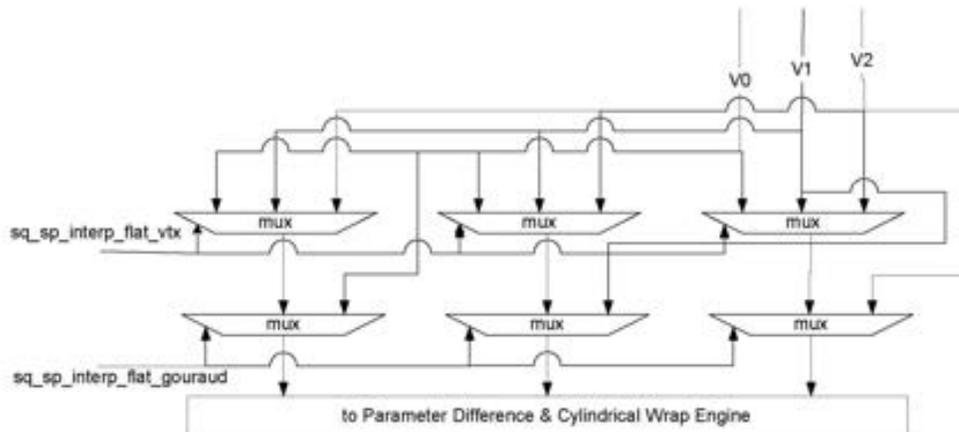 V0
V1
V2
mux
mux
mux
sq_sp_interp_flat_vtx
mux
mux
mux
sq_sp_interp_flat_gouraud
to Parameter Difference & Cylindrical Wrap Engine